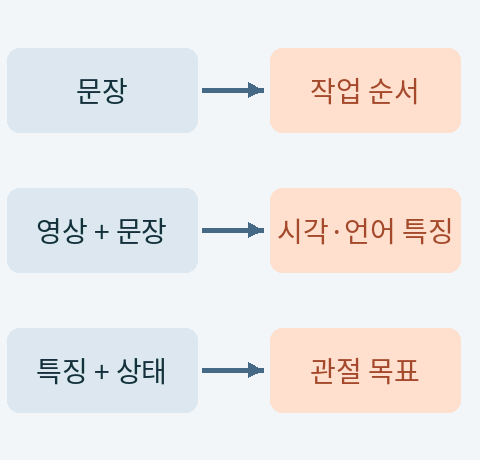 문장
작업 순서
영상 + 문장
시각·언어 특징
특징 + 상태
관절 목표